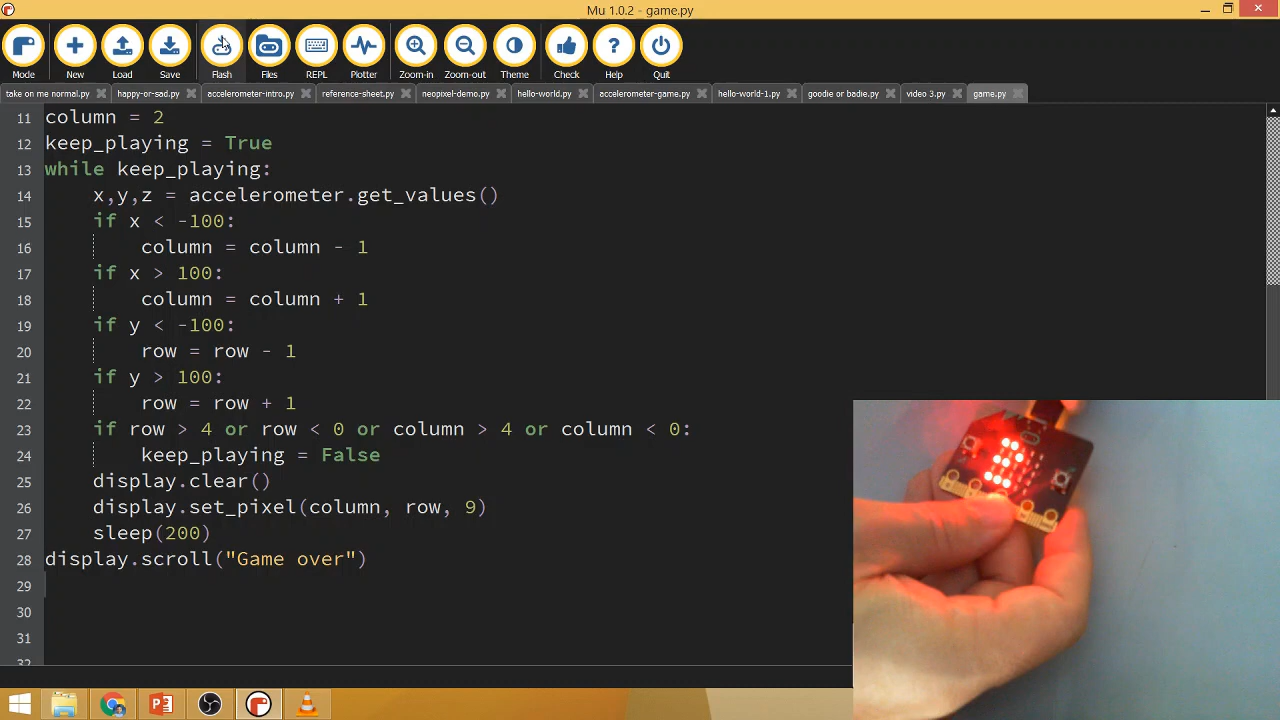 Mu 1.0.2 - game.py
Mode New Load Save Flash Files REPL Plotter Zoom-in Zoom-out Theme Check Help Quit
take on me normal.py happy-or-sad.py accelerometer-intro.py reference-sheet.py neopixel-demo.py hello-world.py accelerometer-game.py hello-world-1.py goodie or badie.py video 3.py game.py
11 column = 2
12 keep_playing = True
13 while keep_playing:
14 x,y,z = accelerometer.get_values()
15 if x < -100:
16 column = column - 1
17 if x > 100:
18 column = column + 1
19 if y < -100:
20 row = row - 1
21 if y > 100:
22 row = row + 1
23 if row > 4 or row < 0 or column > 4 or column < 0:
24 keep_playing = False
25 display.clear()
26 display.set_pixel(column, row, 9)
27 sleep(200)
28 display.scroll("Game over")
29
30
31
32